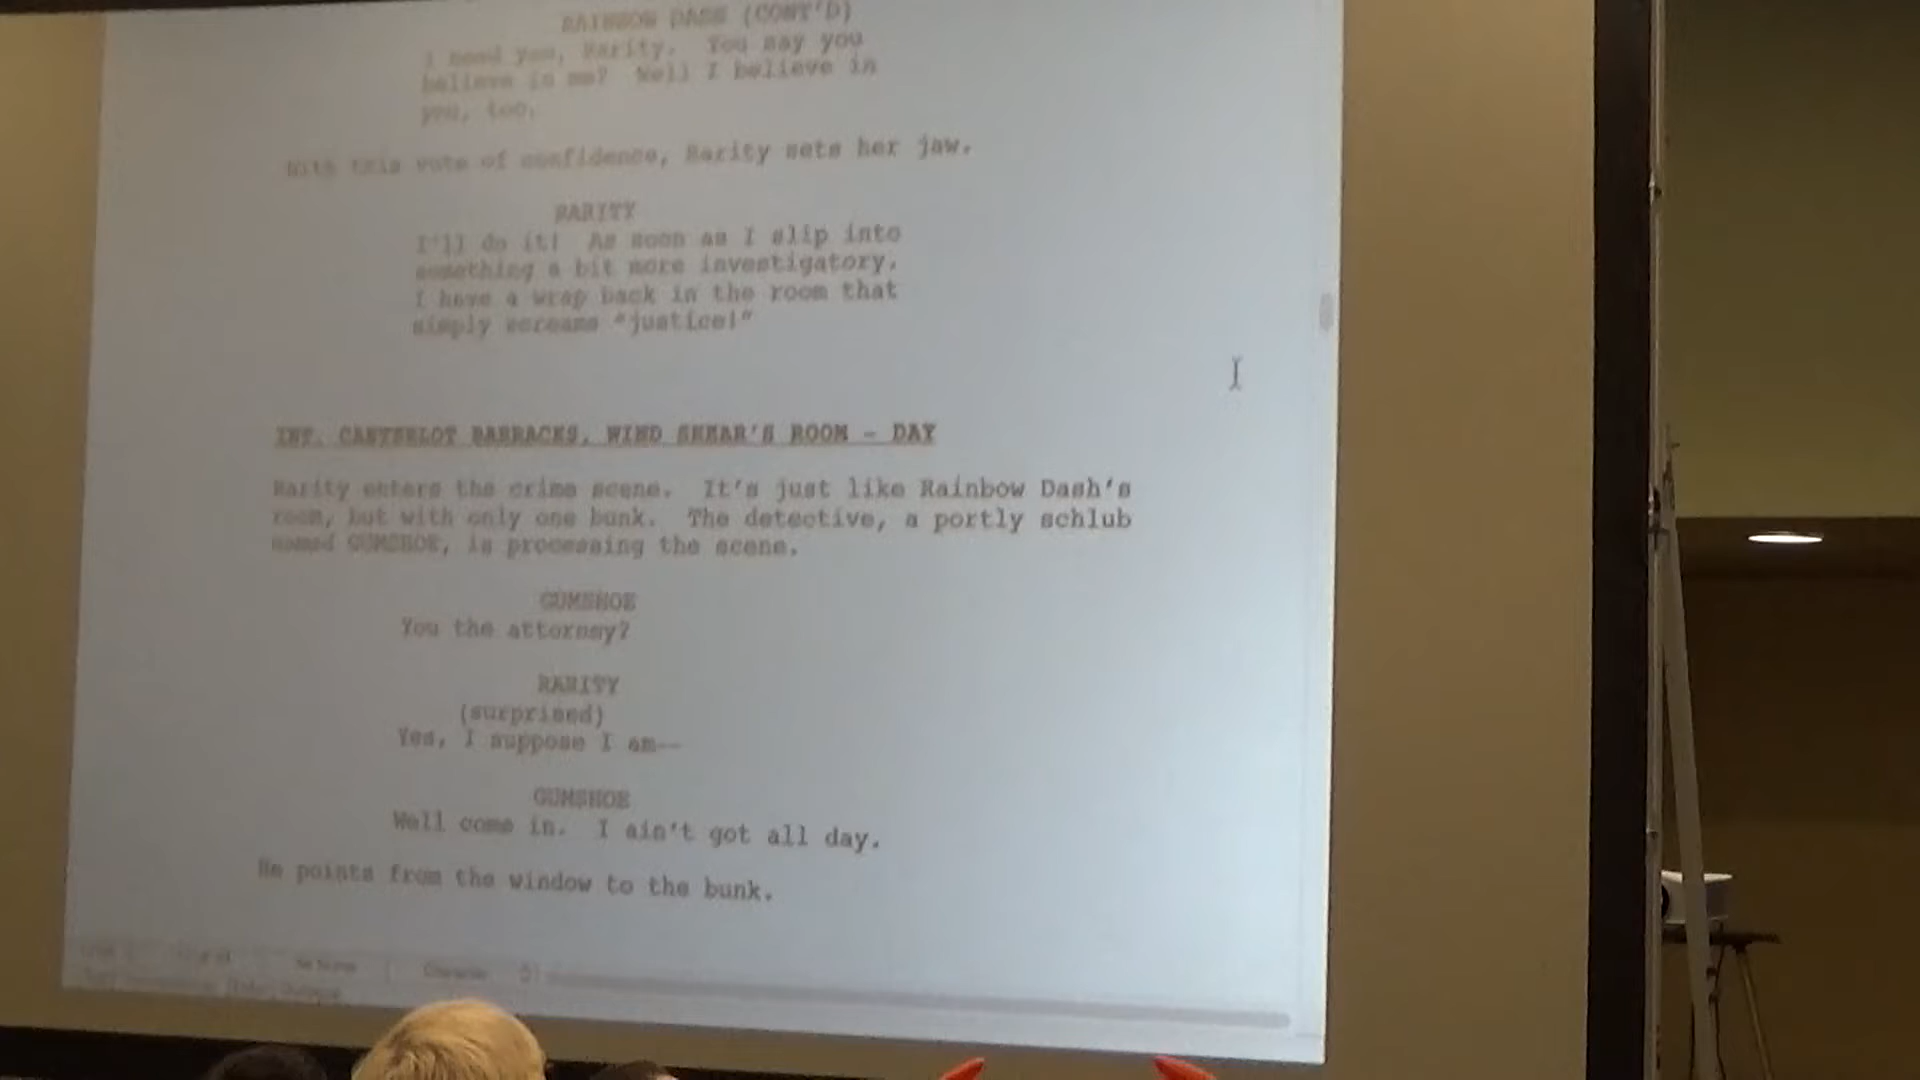 RAINBOW DASH (CONT'D)
I need you, Rarity. You say you
believe in me? Well I believe in
you, too.
With this vote of confidence, Rarity sets her jaw.
RARITY
I'll do it! As soon as I slip into
something a bit more investigatory.
I have a wrap back in the room that
simply screams "justice!"
INT. CANTERLOT BARRACKS, WIND SHEAR'S ROOM - DAY
Rarity enters the crime scene. It's just like Rainbow Dash's
room, but with only one bunk. The detective, a portly schlub
named GUMSHOE, is processing the scene.
GUMSHOE
You the attorney?
RARITY
(surprised)
Yes, I suppose I am--
GUMSHOE
Well come in. I ain't got all day.
He points from the window to the bunk.